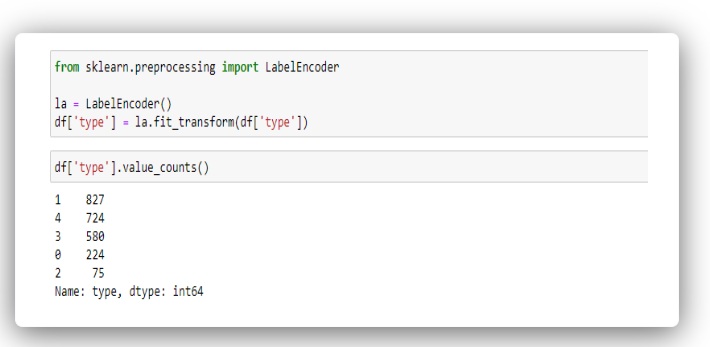 from sklearn.preprocessing import LabelEncoder
la = LabelEncoder()
df['type'] = la.fit_transform(df['type'])
df['type'].value_counts()
1    827
4    724
3    580
0    224
2     75
Name: type, dtype: int64